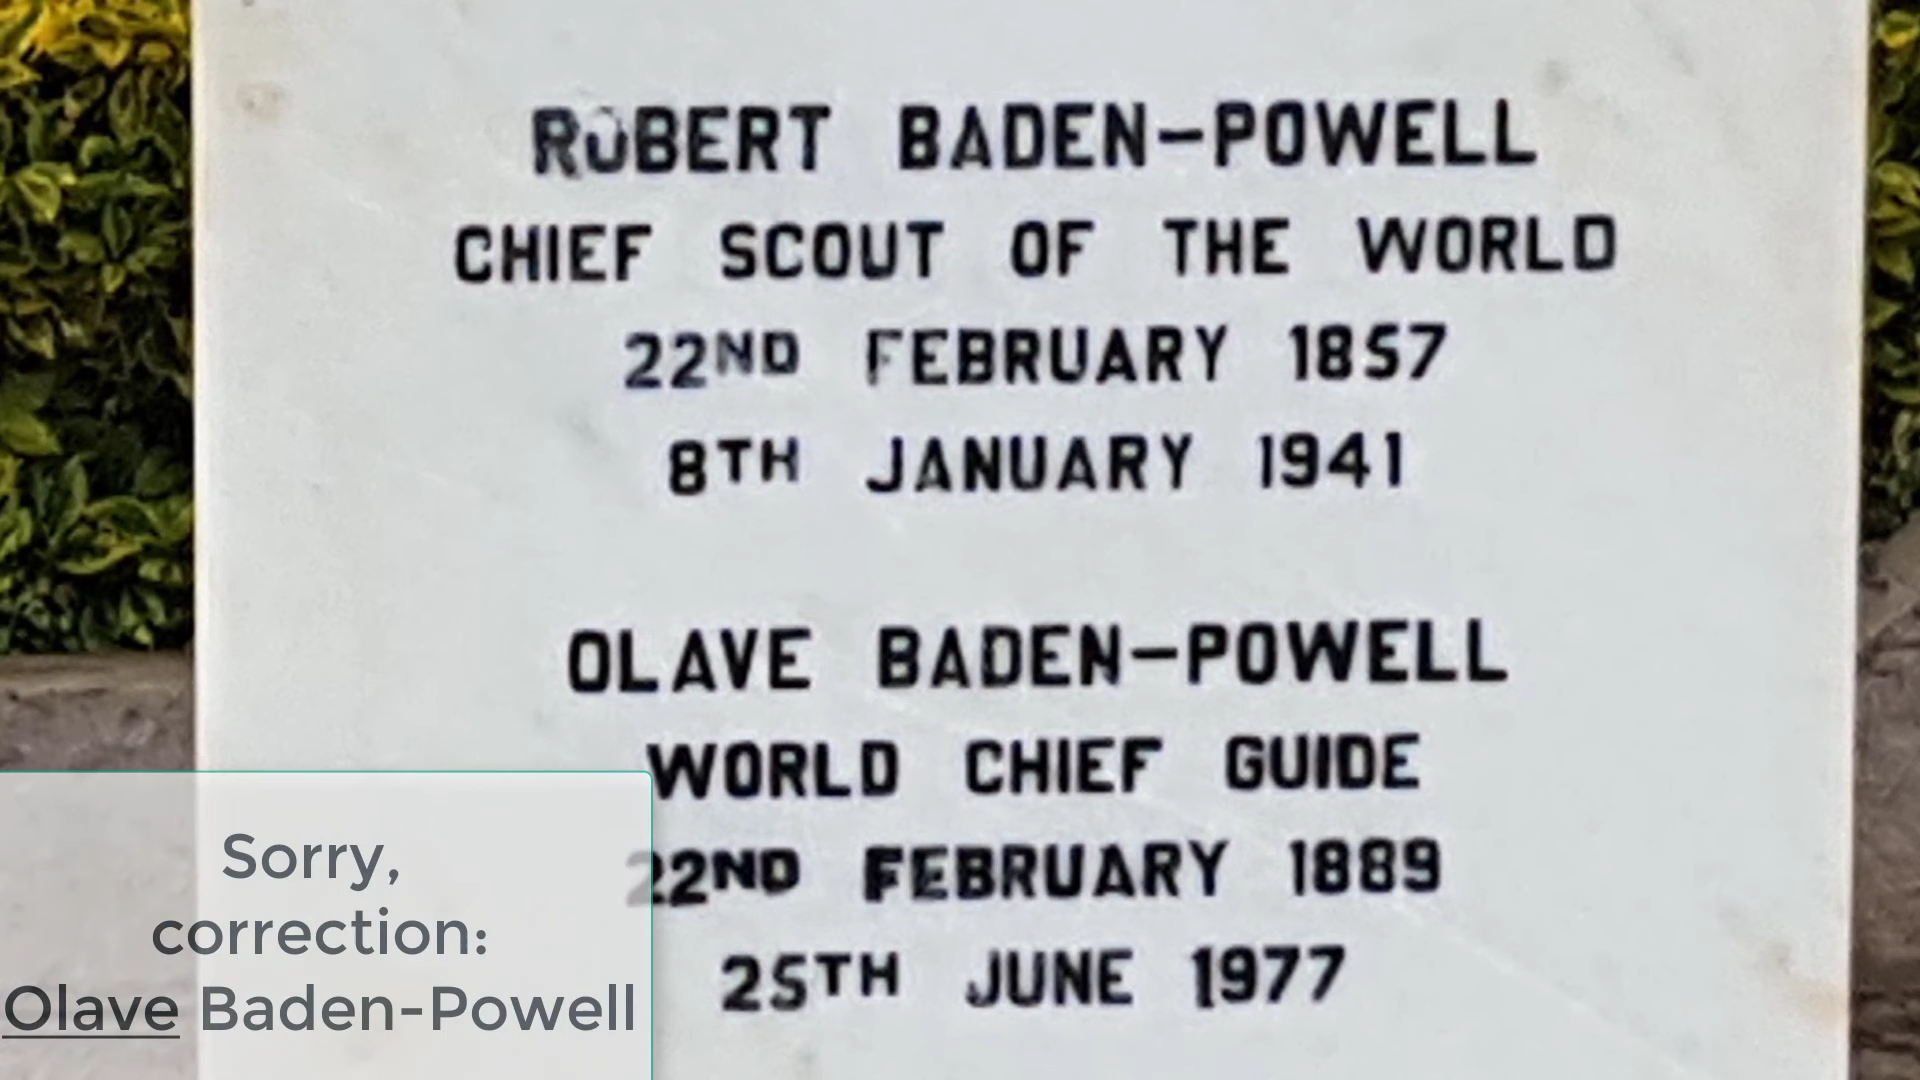 ROBERT BADEN-POWELL
CHIEF SCOUT OF THE WORLD
22ND FEBRUARY 1857
8TH JANUARY 1941
OLAVE BADEN-POWELL
WORLD CHIEF GUIDE
22ND FEBRUARY 1889
25TH JUNE 1977
Sorry,
correction:
Olave Baden-Powell